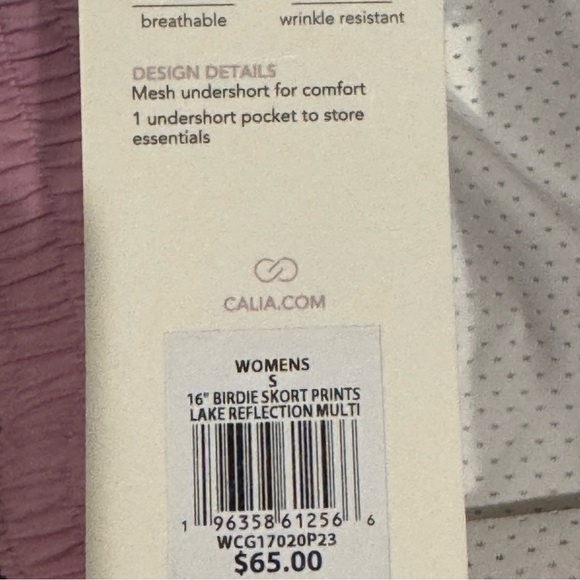 breathable wrinkle resistant
DESIGN DETAILS
Mesh undershort for comfort
1 undershort pocket to store
essentials
CALIA.COM
WOMENS
S
16" BIRDIE SKORT PRINTS
LAKE REFLECTION MULTI
1 96358 61256 6
WCG17020P23
$65.00